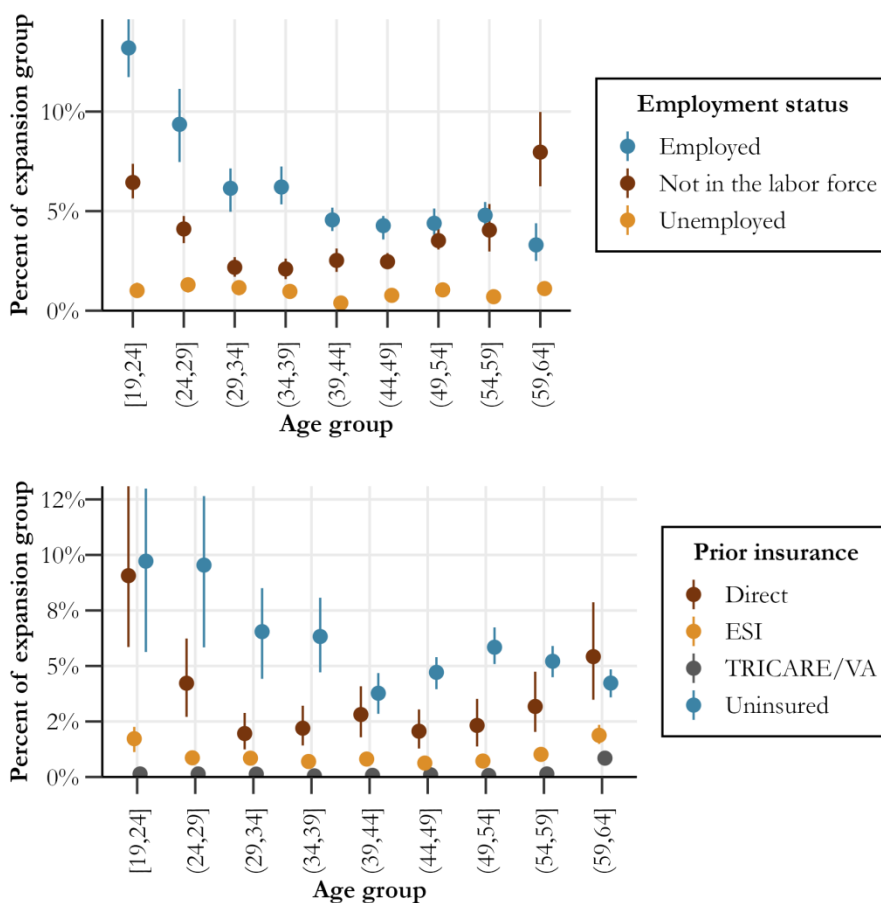 Percent of expansion group
10%
5%
0%
[19,24]
(24,29]
(29,34]
(34,39]
(39,44]
(44,49]
(49,54]
(54,59]
(59,64]
Age group
Employment status
Employed
Not in the labor force
Unemployed
Percent of expansion group
12%
10%
8%
5%
2%
0%
[19,24]
(24,29]
(29,34]
(34,39]
(39,44]
(44,49]
(49,54]
(54,59]
(59,64]
Age group
Prior insurance
Direct
ESI
TRICARE/VA
Uninsured